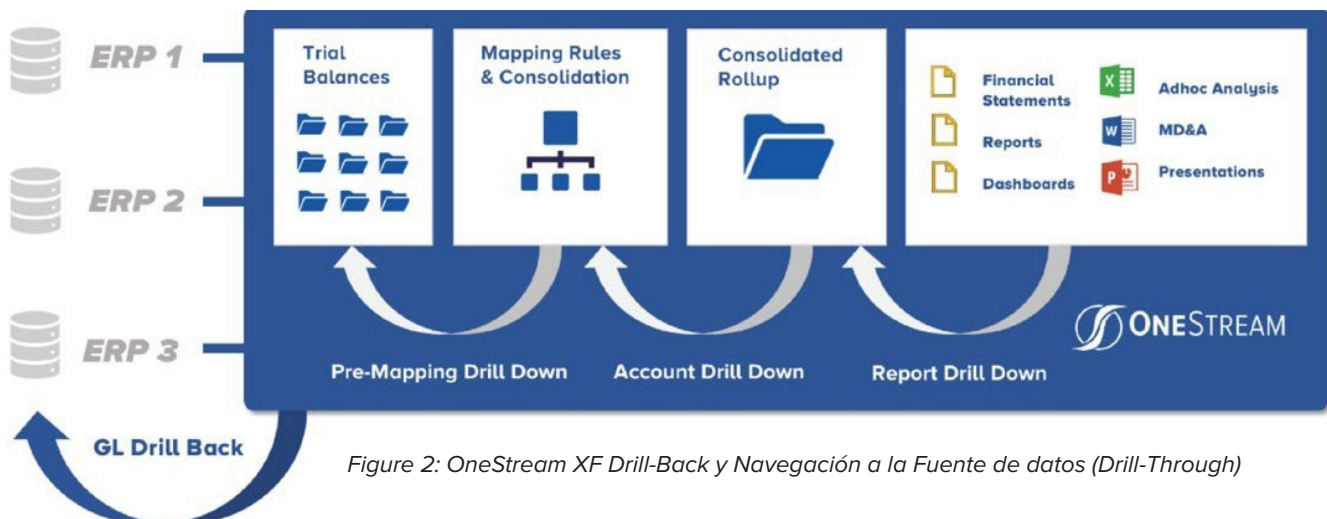 ERP 1
ERP 2
ERP 3
Trial
Balances
Mapping Rules
& Consolidation
Consolidated
Rollup
Financial
Statements
Reports
Dashboards
X
Adhoc Analysis
W
MD&A
P
Presentations
Pre-Mapping Drill Down
Account Drill Down
Report Drill Down
ONESTREAM
GL Drill Back
Figure 2: OneStream XF Drill-Back y Navegación a la Fuente de datos (Drill-Through)